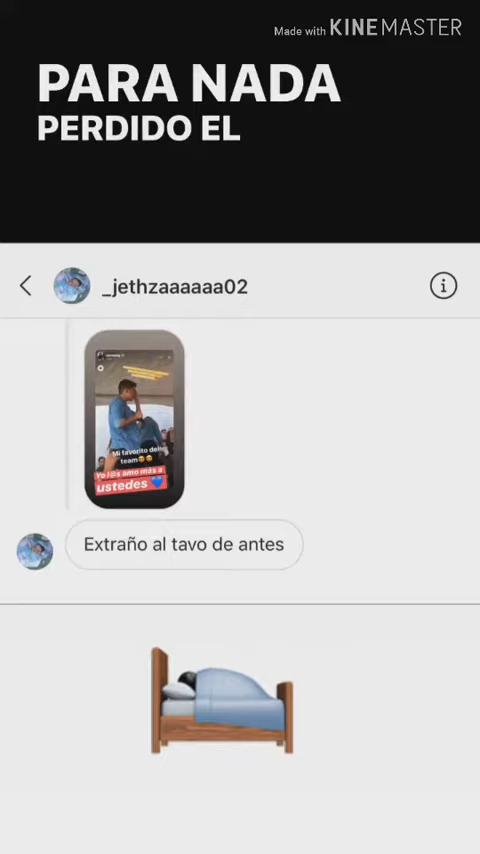 Made with KINEMASTER
PARA NADA
PERDIDO EL
_jethzaaaaaa02
Mi favorito del
team
Yo l@s amo más a
ustedes
Extraño al tavo de antes